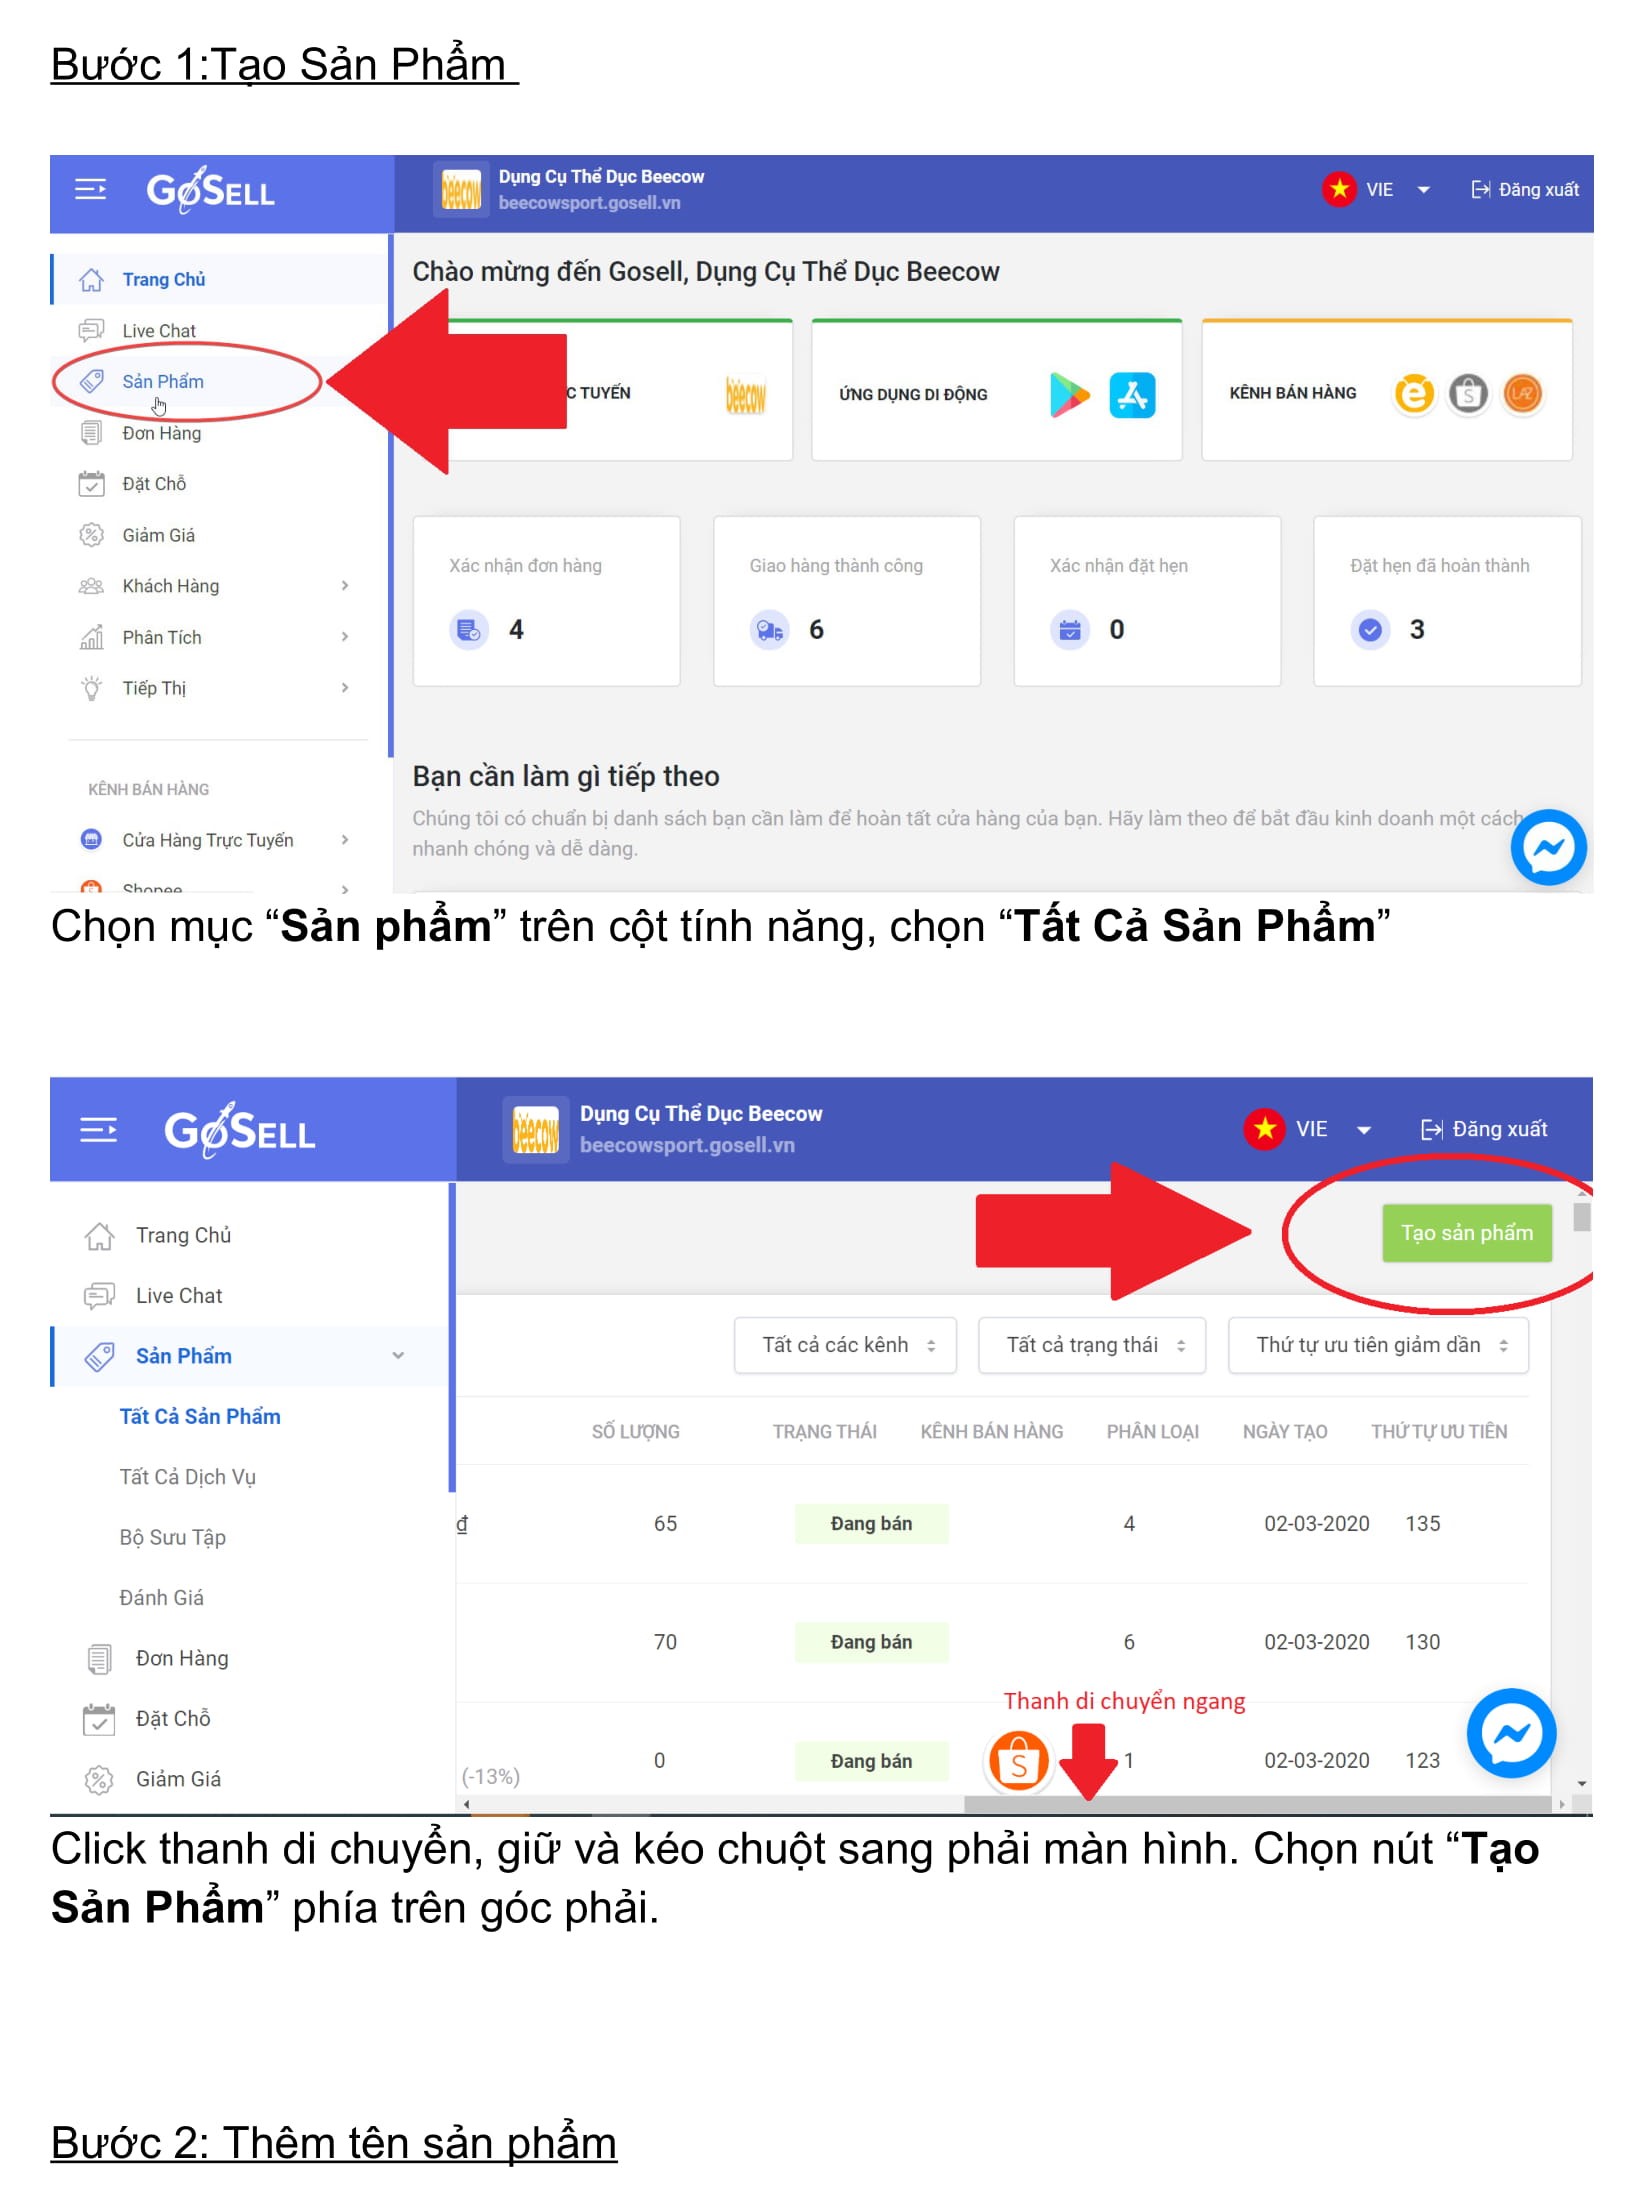 Bước 1:Tạo Sản Phẩm
GoSELL
Dụng Cụ Thể Dục Beecow
beecowsport.gosell.vn
VIE
Đăng xuất
Trang Chủ
Live Chat
Sản Phẩm
Đơn Hàng
Đặt Chỗ
Giảm Giá
Khách Hàng
Phân Tích
Tiếp Thị
KÊNH BÁN HÀNG
Cửa Hàng Trực Tuyến
Shopee
Chào mừng đến Gosell, Dụng Cụ Thể Dục Beecow
C TUYẾN
beecow
ỨNG DỤNG DI ĐỘNG
KÊNH BÁN HÀNG
Xác nhận đơn hàng
4
Giao hàng thành công
6
Xác nhận đặt hẹn
0
Đặt hẹn đã hoàn thành
3
Bạn cần làm gì tiếp theo
Chúng tôi có chuẩn bị danh sách bạn cần làm để hoàn tất cửa hàng của bạn. Hãy làm theo để bắt đầu kinh doanh một cách
nhanh chóng và dễ dàng.
Chọn mục “Sản phẩm” trên cột tính năng, chọn “Tất Cả Sản Phẩm”
GoSELL
beecow
Dụng Cụ Thể Dục Beecow
beecowsport.gosell.vn
VIE
Đăng xuất
Trang Chủ
Live Chat
Sản Phẩm
Tất Cả Sản Phẩm
Tất Cả Dịch Vụ
Bộ Sưu Tập
Đánh Giá
Đơn Hàng
Đặt Chỗ
Giảm Giá
Tạo sản phẩm
Tất cả các kênh
Tất cả trạng thái
Thứ tự ưu tiên giảm dần
SỐ LƯỢNG TRẠNG THÁI KÊNH BÁN HÀNG PHÂN LOẠI NGÀY TẠO THỨ TỰ ƯU TIÊN
đ 65 Đang bán 4 02-03-2020 135
70 Đang bán 6 02-03-2020 130
Thanh di chuyển ngang
0 Đang bán 1 02-03-2020 123
(-13%)
Click thanh di chuyển, giữ và kéo chuột sang phải màn hình. Chọn nút “Tạo
Sản Phẩm” phía trên góc phải.
Bước 2: Thêm tên sản phẩm